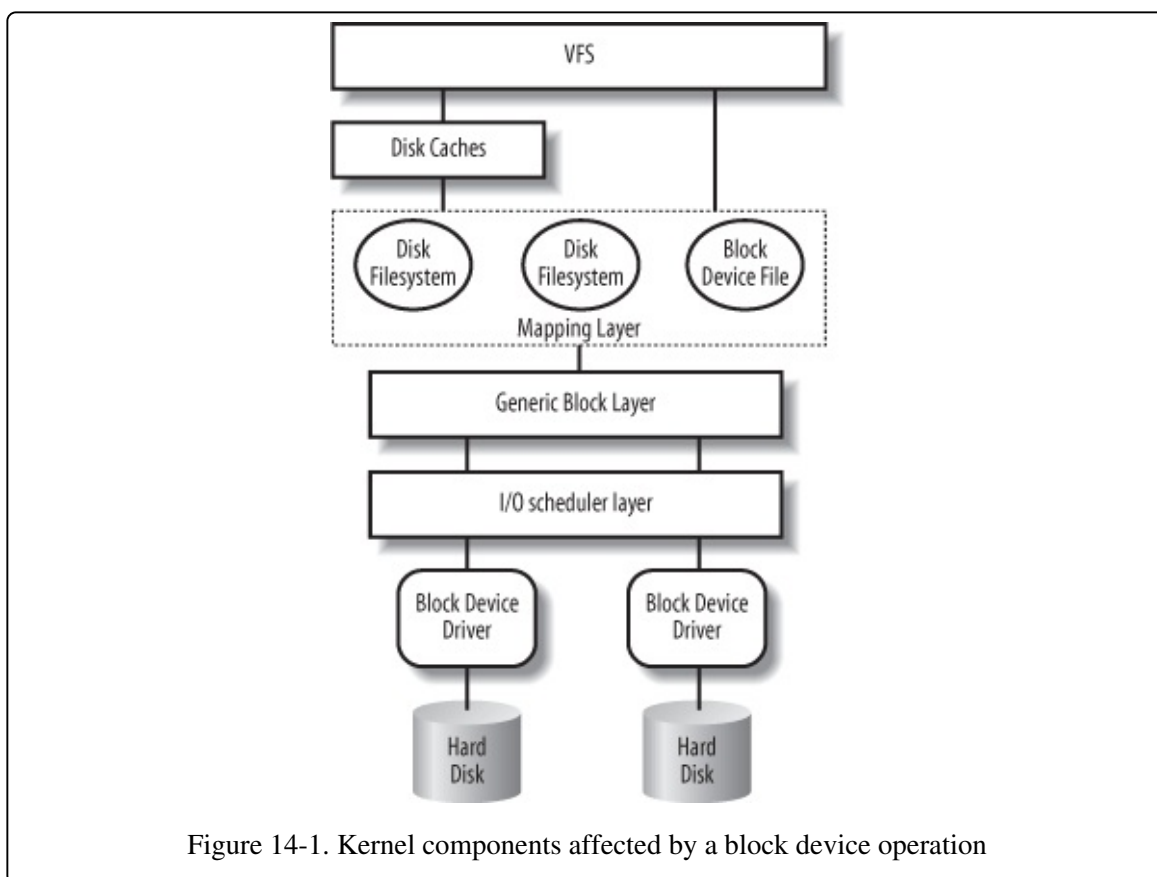 VFS
Disk Caches
Disk
Filesystem
Disk
Filesystem
Block
Device File
Mapping Layer
Generic Block Layer
I/O scheduler layer
Block Device
Driver
Block Device
Driver
Hard
Disk
Hard
Disk
Figure 14-1. Kernel components affected by a block device operation